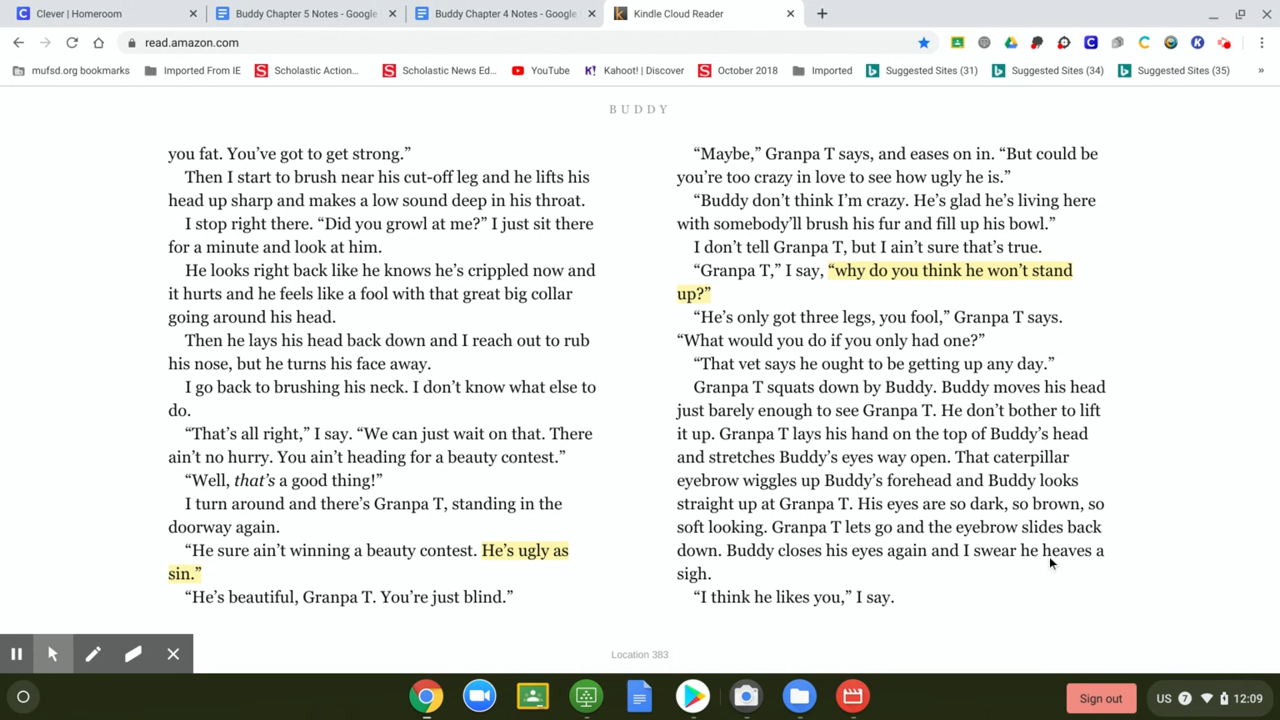 Clever | Homeroom
Buddy Chapter 5 Notes - Google
Buddy Chapter 4 Notes - Google
Kindle Cloud Reader
read.amazon.com
mufsd.org bookmarks
Imported From IE
Scholastic Action...
Scholastic News Ed...
YouTube
Kahoot! | Discover
October 2018
Imported
Suggested Sites (31)
Suggested Sites (34)
Suggested Sites (35)
»
BUDDY
you fat. You’ve got to get strong.”
Then I start to brush near his cut-off leg and he lifts his
head up sharp and makes a low sound deep in his throat.
I stop right there. “Did you growl at me?” I just sit there
for a minute and look at him.
He looks right back like he knows he’s crippled now and
it hurts and he feels like a fool with that great big collar
going around his head.
Then he lays his head back down and I reach out to rub
his nose, but he turns his face away.
I go back to brushing his neck. I don’t know what else to
do.
“That’s all right,” I say. “We can just wait on that. There
ain’t no hurry. You ain’t heading for a beauty contest.”
“Well, that’s a good thing!”
I turn around and there’s Granpa T, standing in the
doorway again.
“He sure ain’t winning a beauty contest. He’s ugly as
sin.”
“He’s beautiful, Granpa T. You’re just blind.”
“Maybe,” Granpa T says, and eases on in. “But could be
you’re too crazy in love to see how ugly he is.”
“Buddy don’t think I’m crazy. He’s glad he’s living here
with somebody’ll brush his fur and fill up his bowl.”
I don’t tell Granpa T, but I ain’t sure that’s true.
“Granpa T,” I say, “why do you think he won’t stand
up?”
“He’s only got three legs, you fool,” Granpa T says.
“What would you do if you only had one?”
“That vet says he ought to be getting up any day.”
Granpa T squats down by Buddy. Buddy moves his head
just barely enough to see Granpa T. He don’t bother to lift
it up. Granpa T lays his hand on the top of Buddy’s head
and stretches Buddy’s eyes way open. That caterpillar
eyebrow wiggles up Buddy’s forehead and Buddy looks
straight up at Granpa T. His eyes are so dark, so brown, so
soft looking. Granpa T lets go and the eyebrow slides back
down. Buddy closes his eyes again and I swear he heaves a
sigh.
“I think he likes you,” I say.
Location 383
Sign out
US
7
12:09